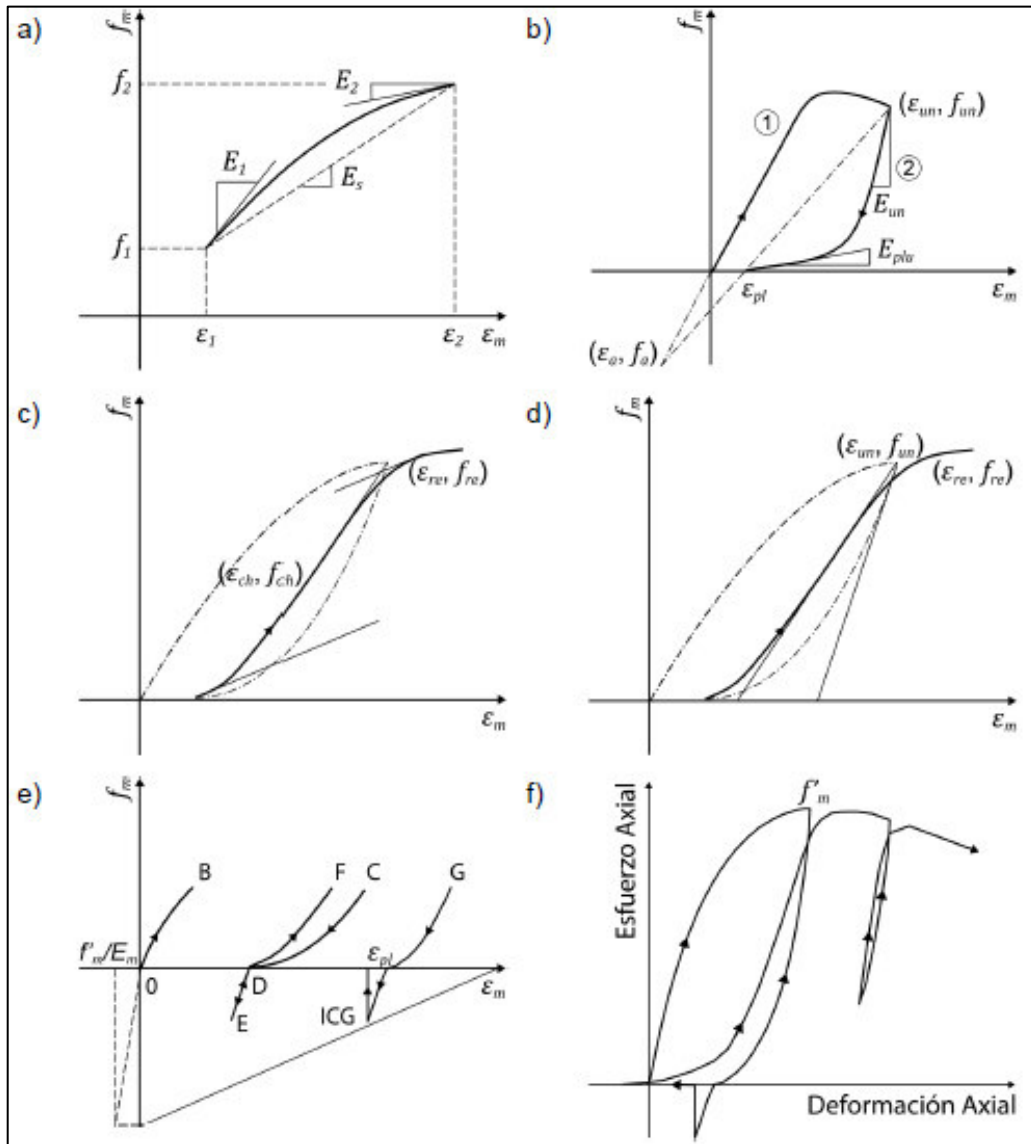 a)
f_m
f_2
E_2
E_1
E_s
f_1
ε_1
ε_2
ε_m
b)
f_m
(ε_un, f_un)
①
②
E_un
E_plu
ε_pl
ε_m
(ε_a, f_a)
c)
f_m
(ε_re, f_re)
(ε_ch, f_ch)
ε_m
d)
f_m
(ε_un, f_un)
(ε_re, f_re)
ε_m
e)
f_m
B
F
C
G
f'_m/E_m
ε_pl
0
D
ε_m
E
ICG
f)
f'_m
Esfuerzo Axial
Deformación Axial